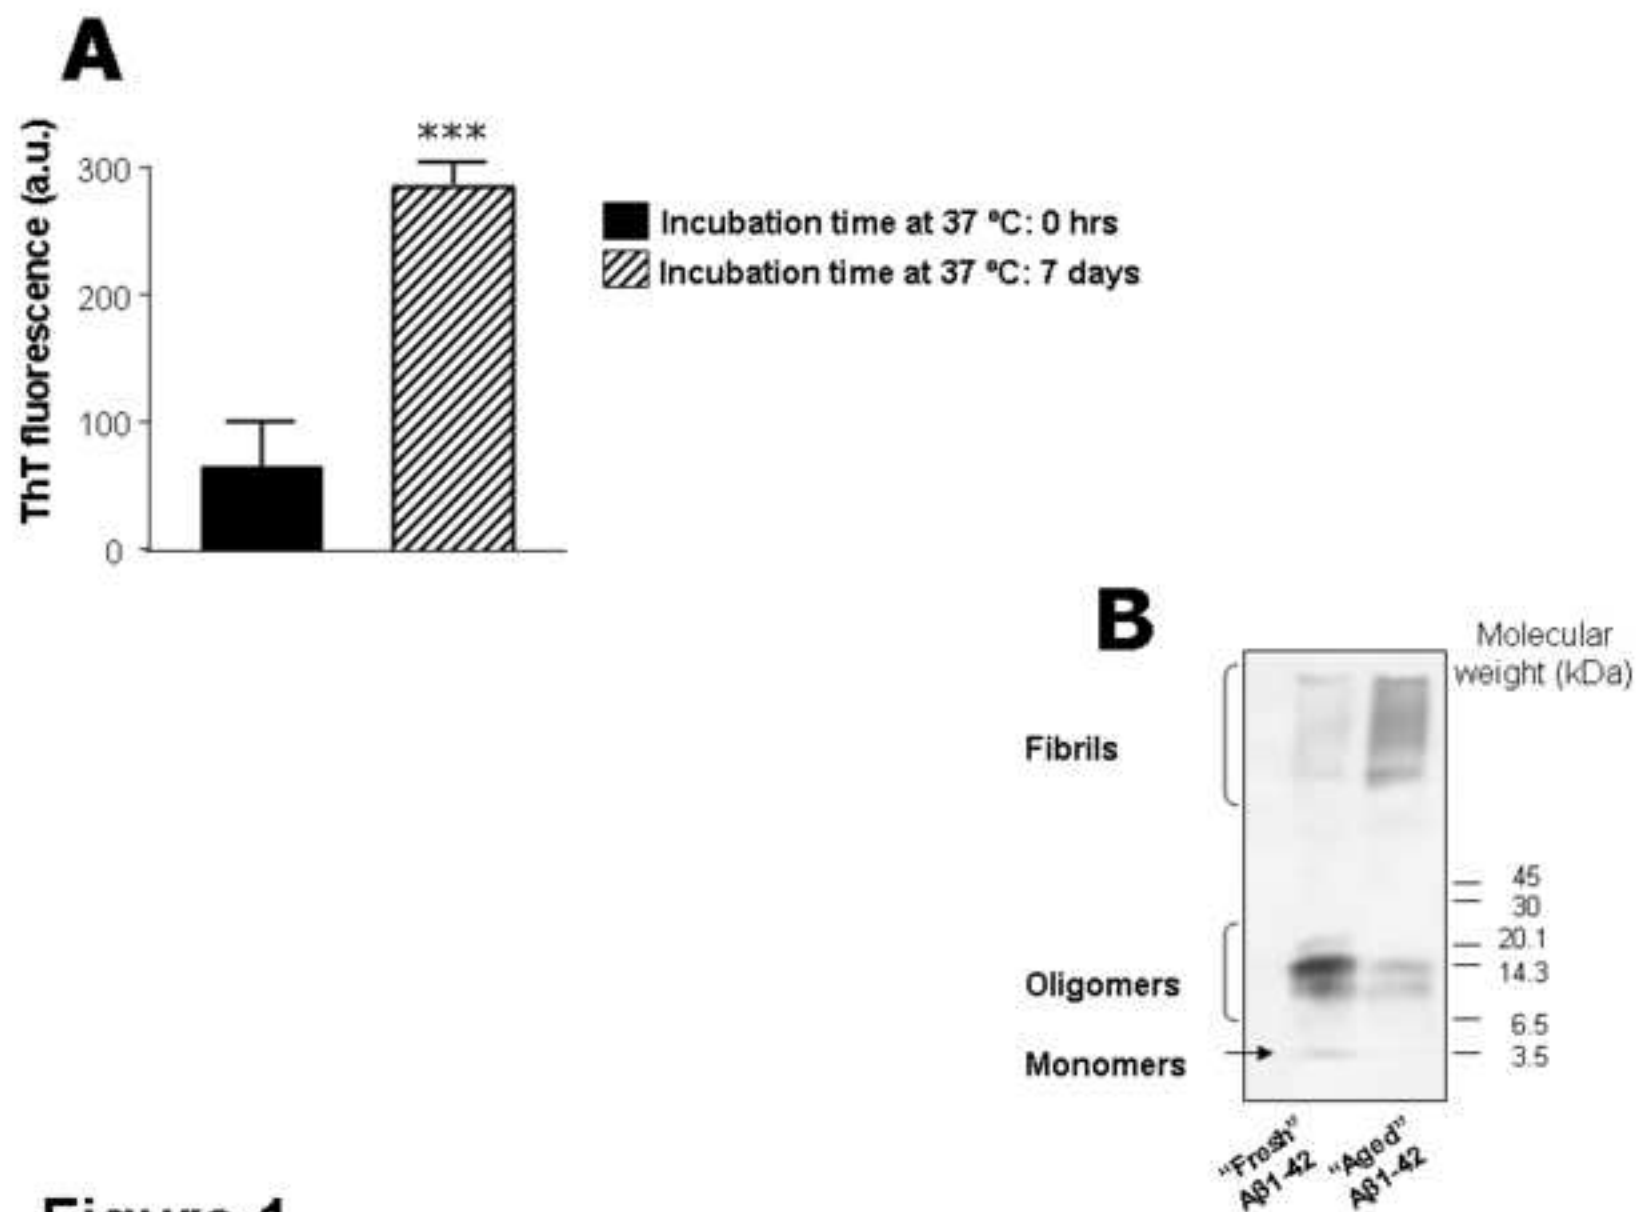 A
***
ThT fluorescence (a.u.)
300
200
100
0
Incubation time at 37 ºC: 0 hrs
Incubation time at 37 ºC: 7 days
B
Molecular
weight (kDa)
Fibrils
45
30
20.1
14.3
Oligomers
6.5
3.5
Monomers
“Fresh”
Aβ1-42
“Aged”
Aβ1-42
Figure 1